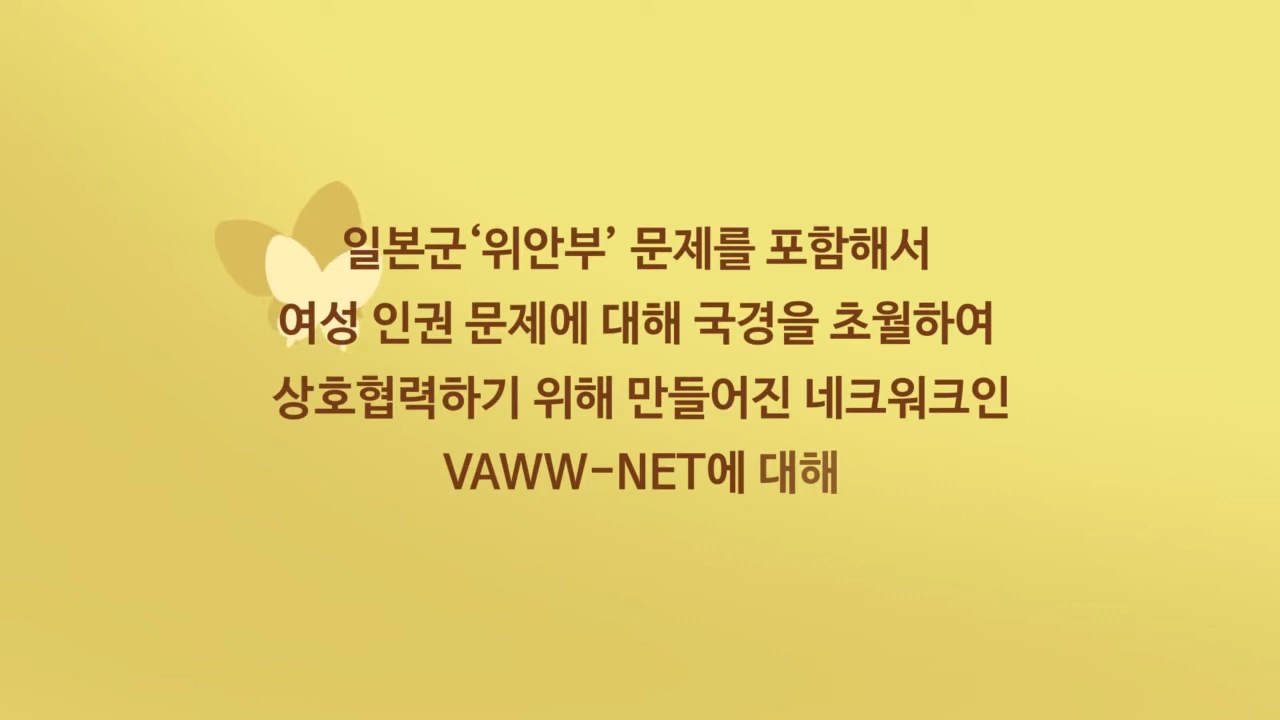 일본군‘위안부’ 문제를 포함해서
여성 인권 문제에 대해 국경을 초월하여
상호협력하기 위해 만들어진 네크워크인
VAWW-NET에 대해